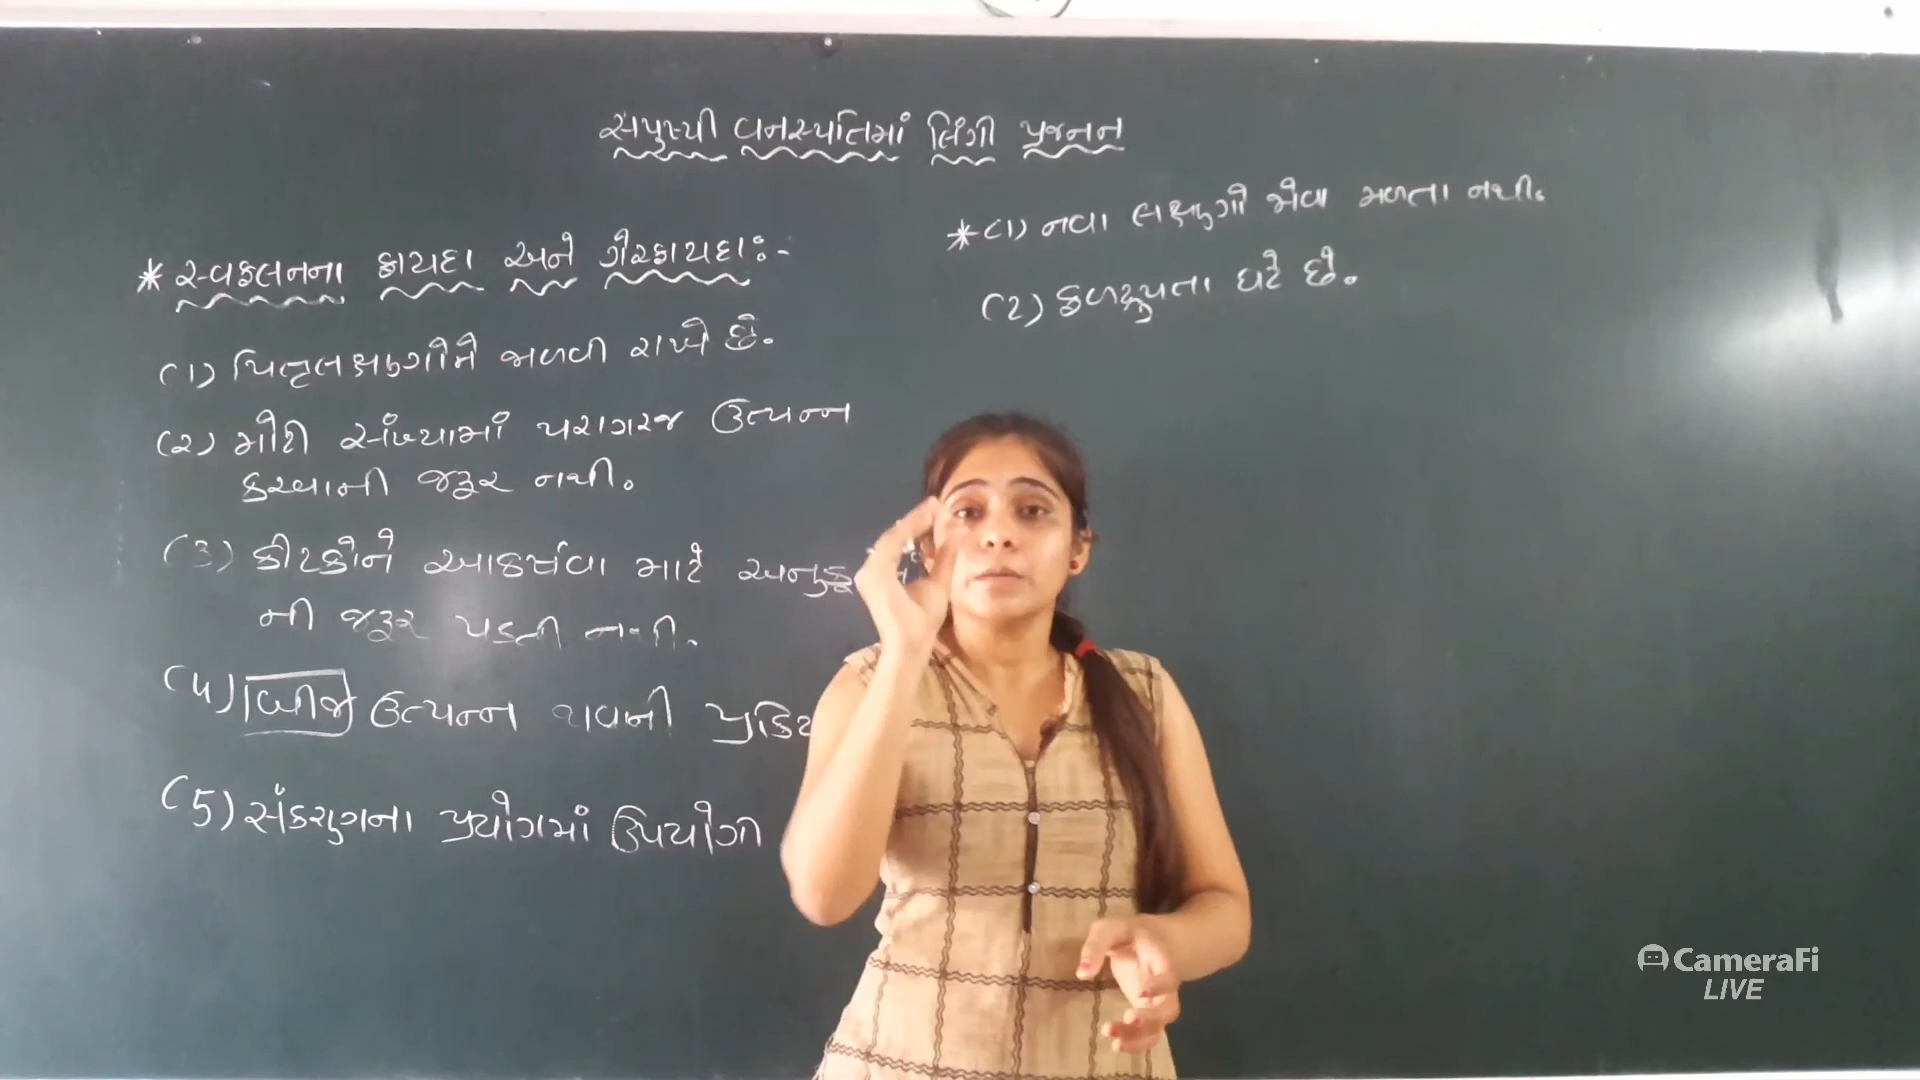 સપુષ્પી વનસ્પતિમાં લિંગી પ્રજનન
* સ્વફલનના ફાયદા અને ગેરફાયદા :-
(1) પિતૃલક્ષણોને જાળવી રાખે છે.
(2) મોટી સંખ્યામાં પરાગરજ ઉત્પન્ન
કરવાની જરૂર નથી.
(3) કીટકોને આકર્ષવા માટે
ની જરૂર પડતી નથી.
(4) બીજ ઉત્પન્ન થવાની
(5) સંકરણના પ્રયોગમાં ઉપયોગી
* (1) નવા લક્ષણો જોવા મળતા નથી.
(2) ફળદ્રુપતા ઘટે છે.
CameraFi
LIVE